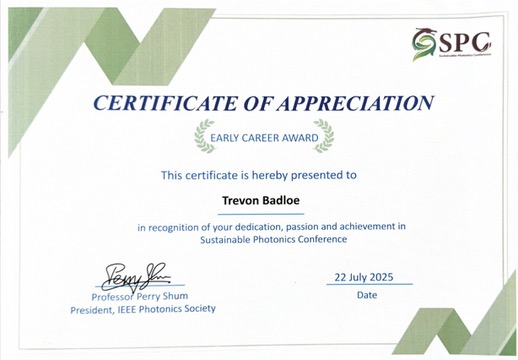 SPC
Sustainable Photonics Conference
CERTIFICATE OF APPRECIATION
EARLY CAREER AWARD
This certificate is hereby presented to
Trevon Badloe
in recognition of your dedication, passion and achievement in
Sustainable Photonics Conference
Perry Shum
Professor Perry Shum
President, IEEE Photonics Society
22 July 2025
Date